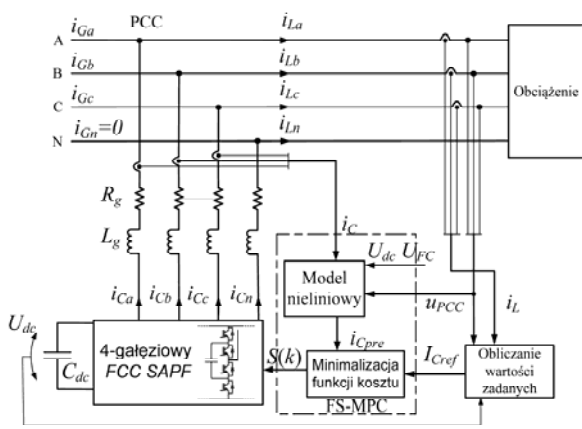 i_Ga PCC i_La
A
i_Gb i_Lb
B
i_Gc i_Lc
C
i_Gn=0 i_Ln
N
Obciążenie
R_g
L_g
i_C
U_dc U_FC
Model
nieliniowy
u_PCC
i_L
i_Ca i_Cb i_Cc i_Cn
i_Cpre
U_dc
C_dc
4-gałęziowy
FCC SAPF
S(k)
Minimalizacja
funkcji kosztu
FS-MPC
I_Cref
Obliczanie
wartości
zadanych